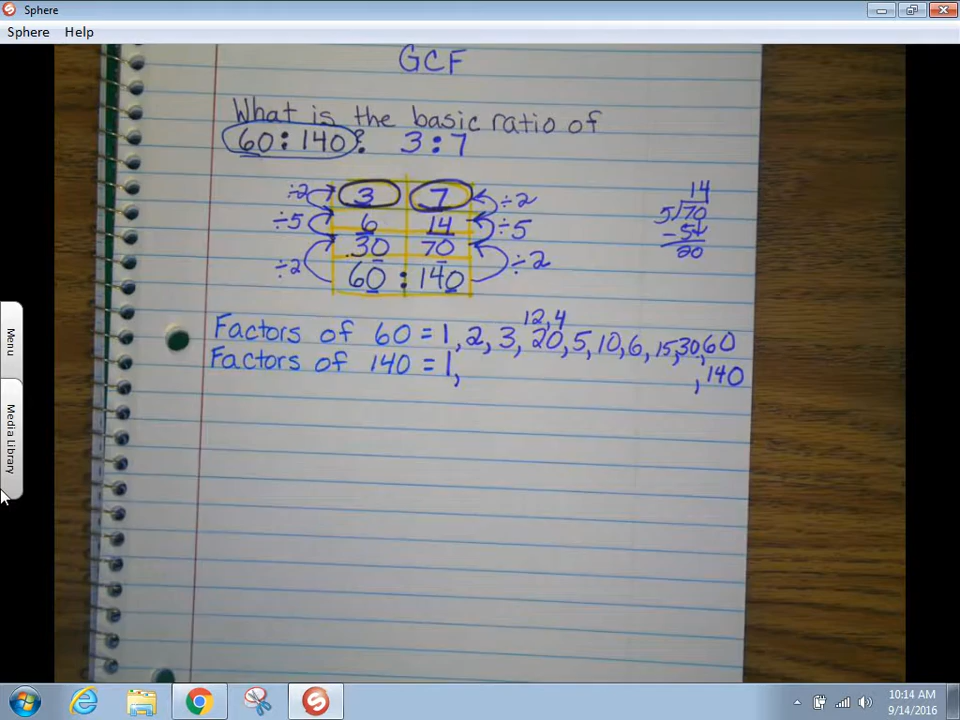 Sphere
Sphere Help
GCF
What is the basic ratio of
60:140? 3:7
÷2 3 7 ÷2
÷5 6 14 ÷5
30 70
÷2 60 : 140 ÷2
14
5)70
-5↓
20
12,4
Factors of 60 = 1, 2, 3, 20, 5, 10, 6, 15, 30, 60
Factors of 140 = 1, , 140
Menu
Media Library
10:14 AM
9/14/2016